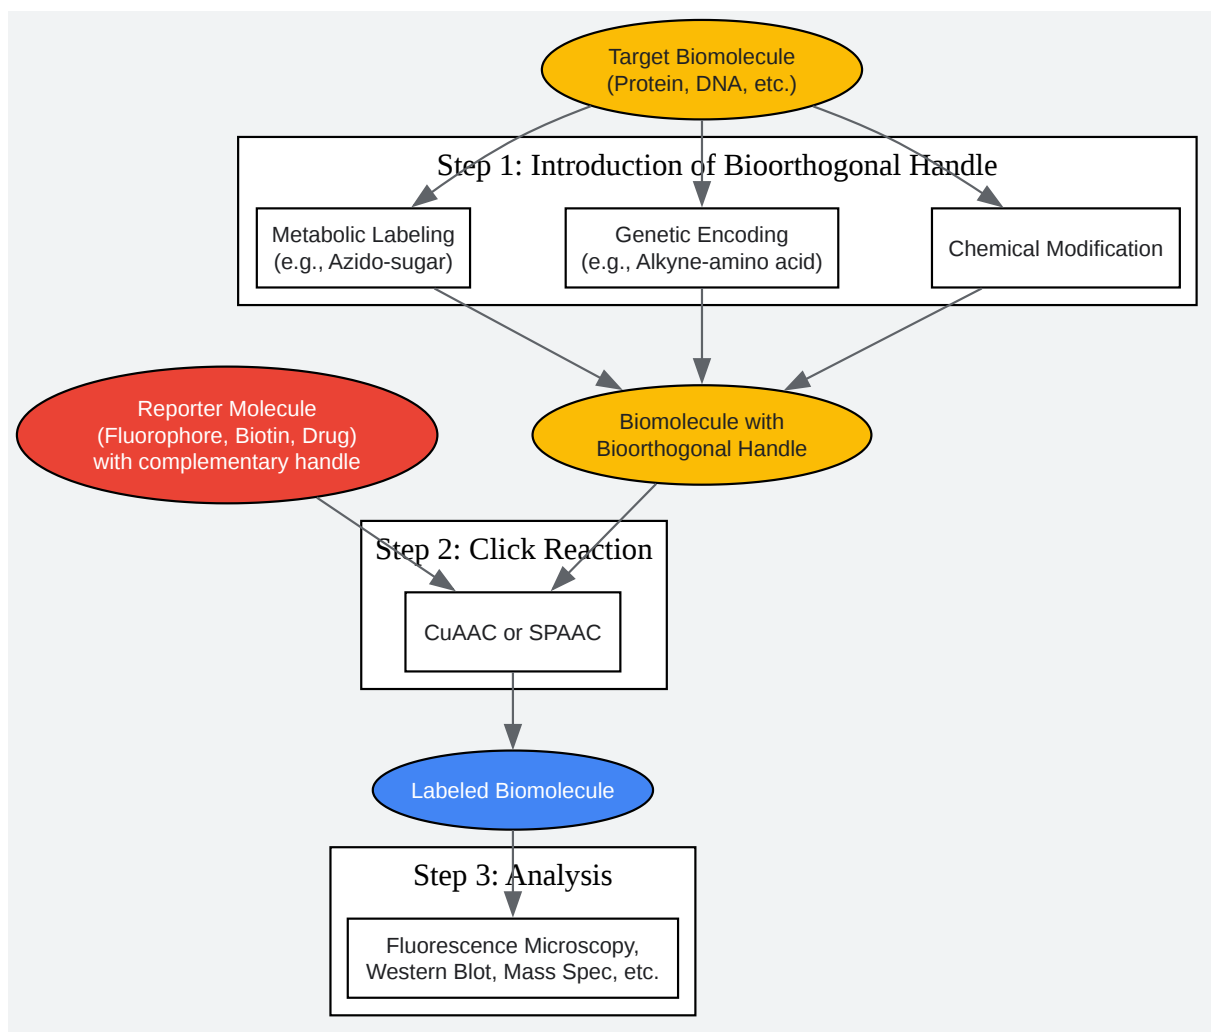 Target Biomolecule
(Protein, DNA, etc.)
Step 1: Introduction of Bioorthogonal Handle
Metabolic Labeling
(e.g., Azido-sugar)
Genetic Encoding
(e.g., Alkyne-amino acid)
Chemical Modification
Reporter Molecule
(Fluorophore, Biotin, Drug)
with complementary handle
Biomolecule with
Bioorthogonal Handle
Step 2: Click Reaction
CuAAC or SPAAC
Labeled Biomolecule
Step 3: Analysis
Fluorescence Microscopy,
Western Blot, Mass Spec, etc.